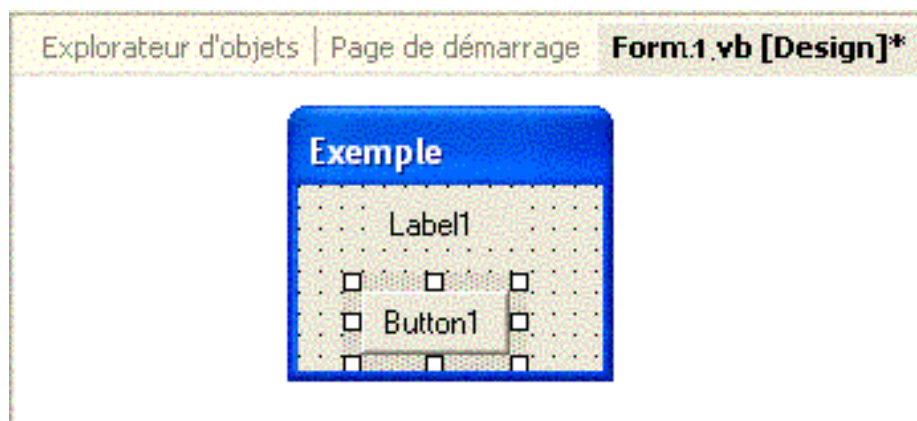 Explorateur d'objets | Page de démarrage Form1.vb [Design]*
Exemple
Label1
Button1